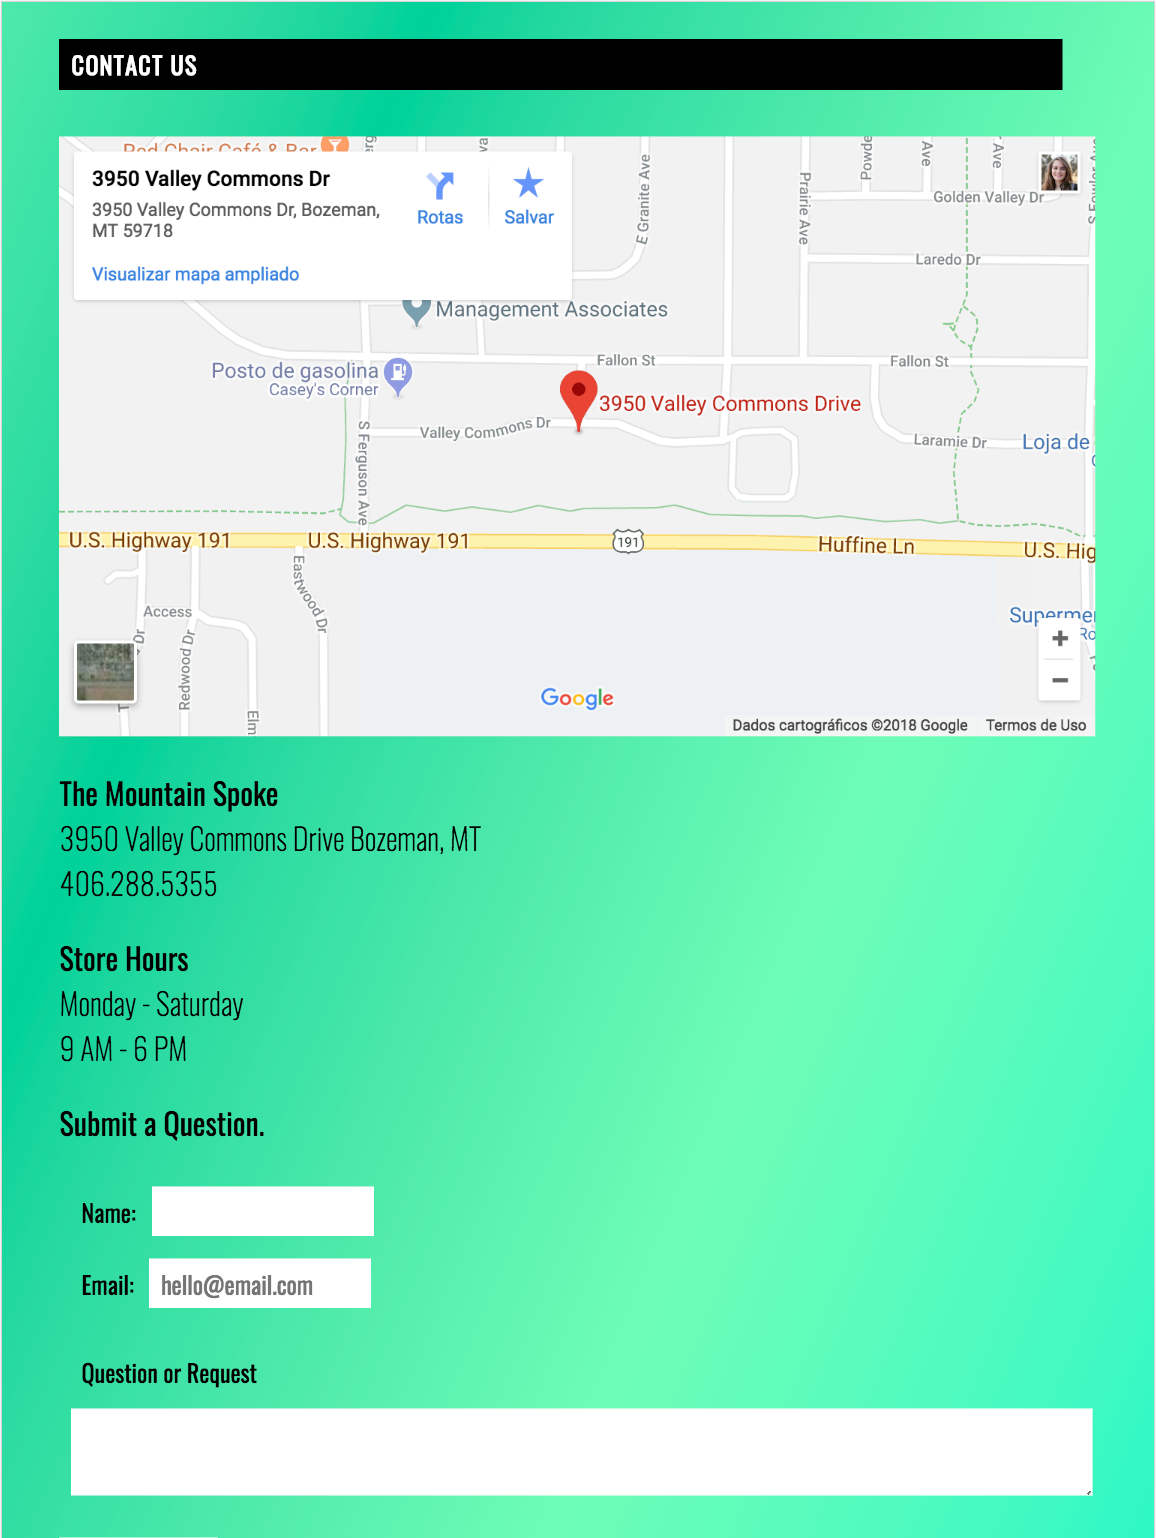 CONTACT US
Red Chair Café & Bar
3950 Valley Commons Dr
3950 Valley Commons Dr, Bozeman,
MT 59718
Rotas
Salvar
Visualizar mapa ampliado
E Granite Ave
Prairie Ave
Ave
Ave
Golden Valley Dr
Laredo Dr
Management Associates
Posto de gasolina
Casey's Corner
Fallon St
Fallon St
3950 Valley Commons Drive
Valley Commons Dr
S Ferguson Ave
Laramie Dr
Loja de
U.S. Highway 191
U.S. Highway 191
191
Huffine Ln
U.S.
Eastwood Dr
Access
Dr
Redwood Dr
Elm
+
−
Google
Dados cartográficos ©2018 Google
Termos de Uso
The Mountain Spoke
3950 Valley Commons Drive Bozeman, MT
406.288.5355
Store Hours
Monday - Saturday
9 AM - 6 PM
Submit a Question.
Name:
Email:
hello@email.com
Question or Request